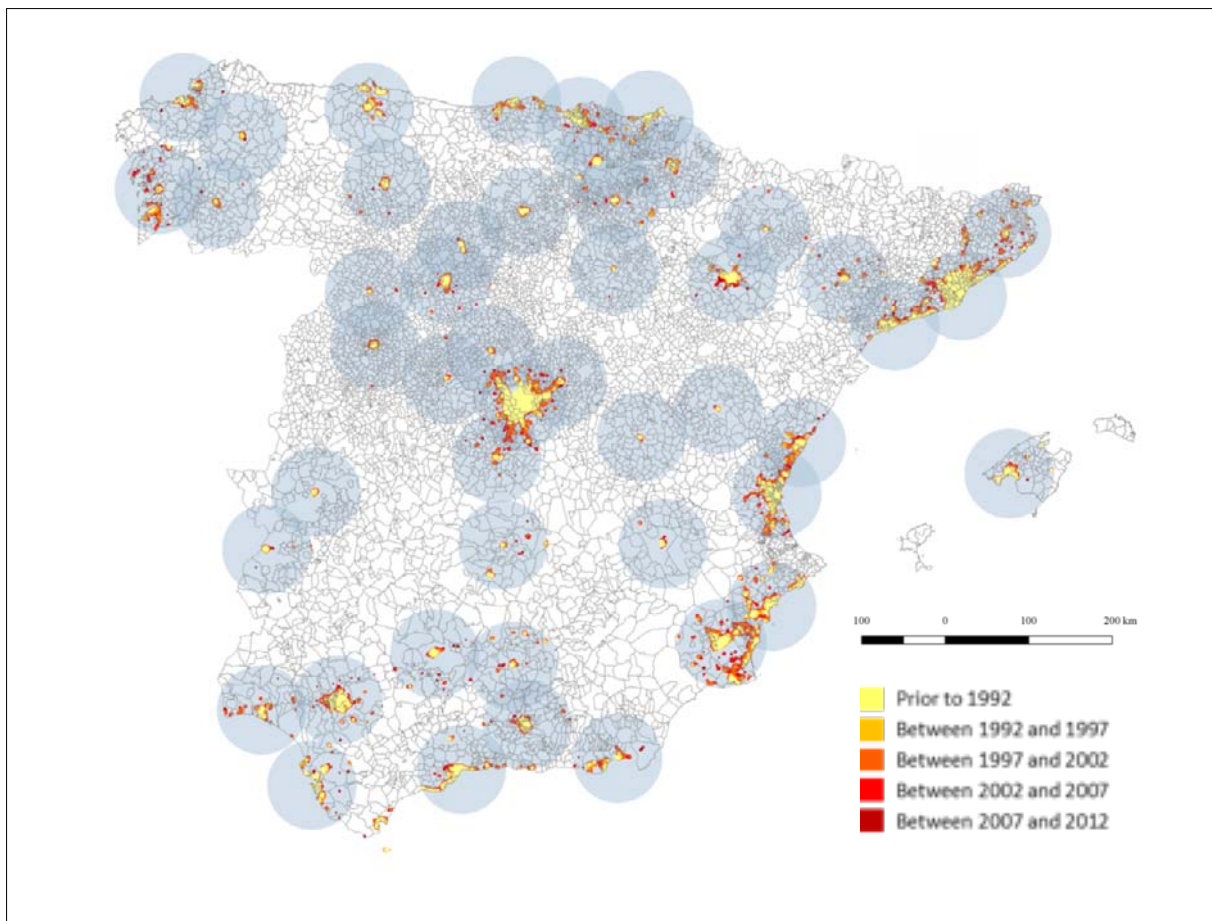 100 0 100 200 km
Prior to 1992
Between 1992 and 1997
Between 1997 and 2002
Between 2002 and 2007
Between 2007 and 2012